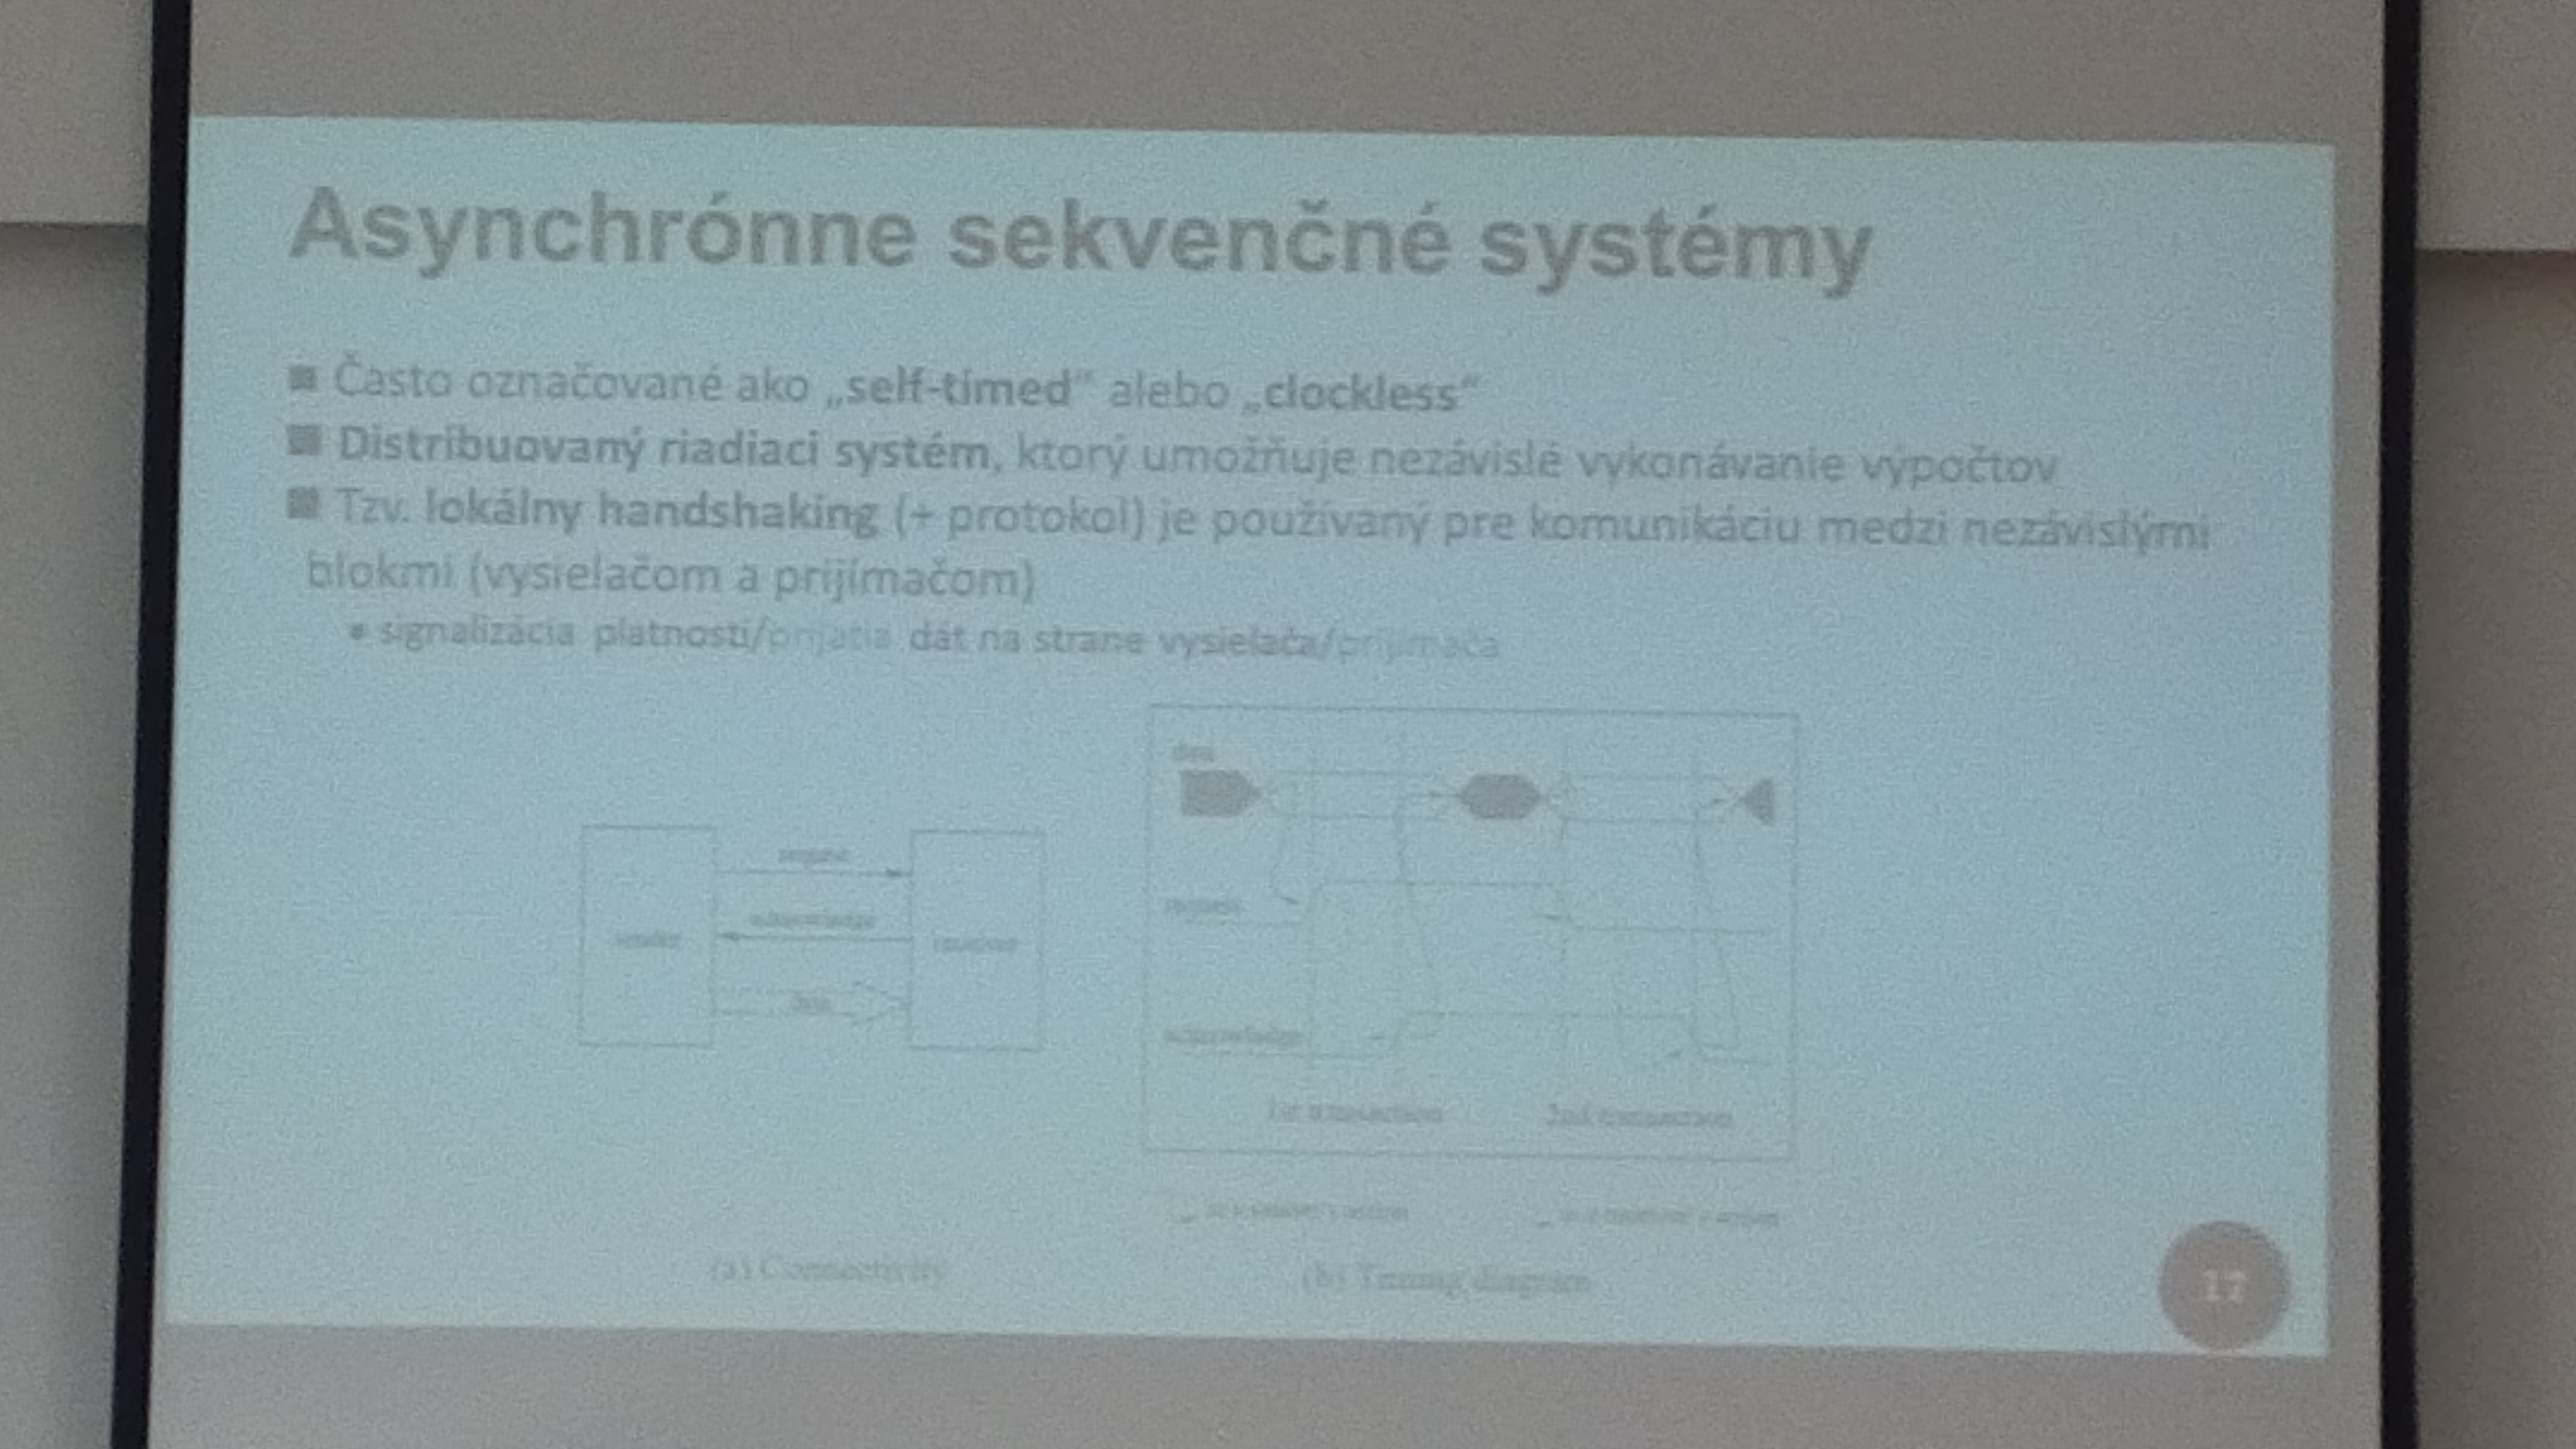 Asynchrónne sekvenčné systémy
Často označované ako „self-timed“ alebo „clockless“
Distribuovaný riadiaci systém, ktorý umožňuje nezávislé vykonávanie výpočtov
Tzv. lokálny handshaking (+ protokol) je používaný pre komunikáciu medzi nezávislými
blokmi (vysielačom a prijímačom)
signalizácia platnosti/prijatia dát na strane vysielača/prijímača
data
request
request
acknowledge
sender
receiver
data
acknowledge
1st transaction 2nd transaction
(a) Connectivity
(b) Timing diagram
17